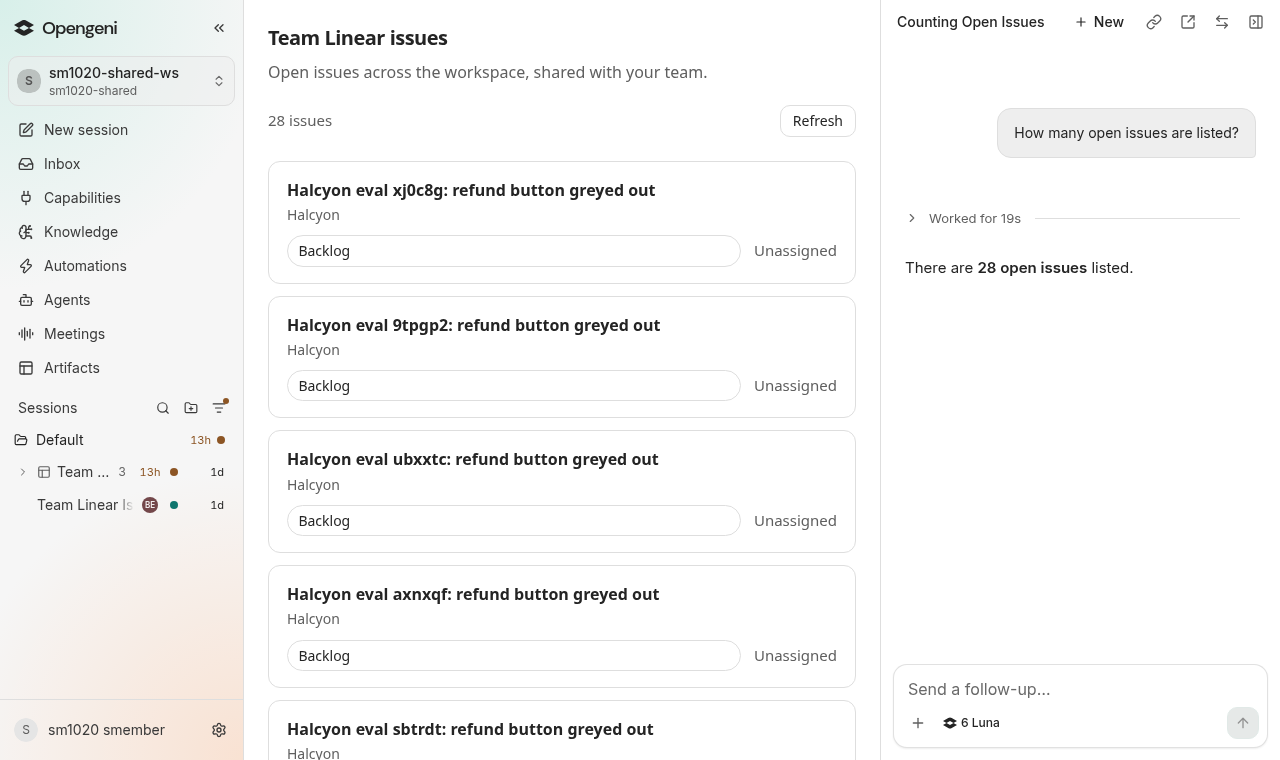 Opengeni
S
sm1020-shared-ws
sm1020-shared
New session
Inbox
Capabilities
Knowledge
Automations
Agents
Meetings
Artifacts
Sessions
Default 13h
Team ... 3 13h 1d
Team Linear Is BE 1d
S sm1020 smember
Team Linear issues
Open issues across the workspace, shared with your team.
28 issues
Refresh
Halcyon eval xj0c8g: refund button greyed out
Halcyon
Backlog Unassigned
Halcyon eval 9tpgp2: refund button greyed out
Halcyon
Backlog Unassigned
Halcyon eval ubxxtc: refund button greyed out
Halcyon
Backlog Unassigned
Halcyon eval axnxqf: refund button greyed out
Halcyon
Backlog Unassigned
Halcyon eval sbtrdt: refund button greyed out
Halcyon
Counting Open Issues
New
How many open issues are listed?
Worked for 19s
There are 28 open issues listed.
Send a follow-up...
6 Luna